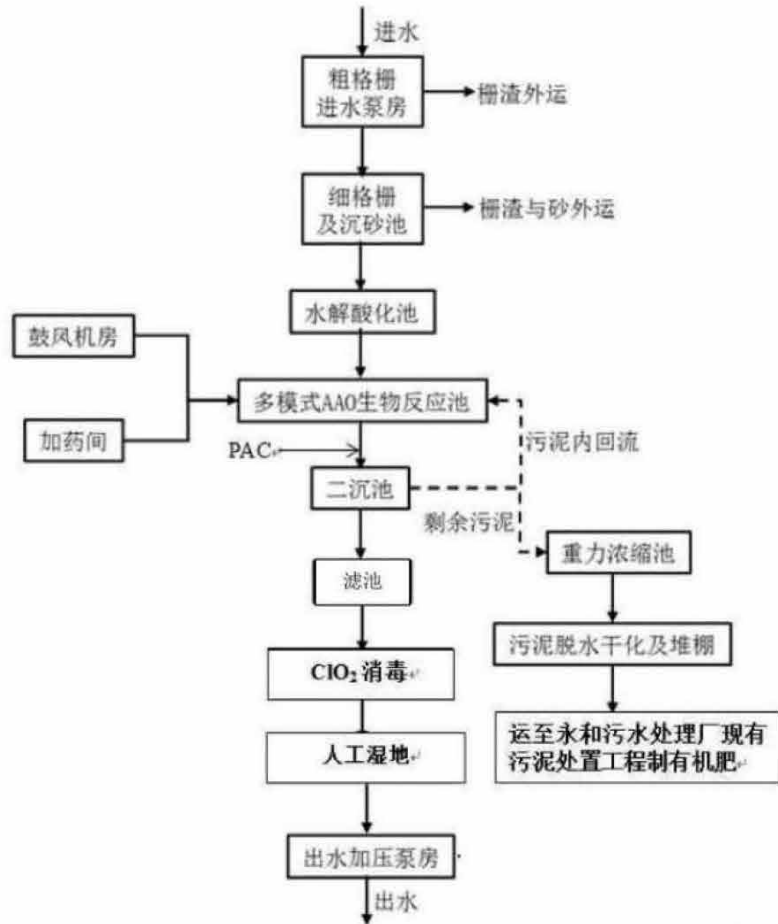 进水
粗格栅
进水泵房
栅渣外运
细格栅
及沉砂池
栅渣与砂外运
水解酸化池
鼓风机房
多模式AAO生物反应池
加药间
PAC
污泥内回流
二沉池
剩余污泥
重力浓缩池
滤池
污泥脱水干化及堆棚
ClO₂消毒
运至永和污水处理厂现有
污泥处置工程制有机肥
人工湿地
出水加压泵房
出水